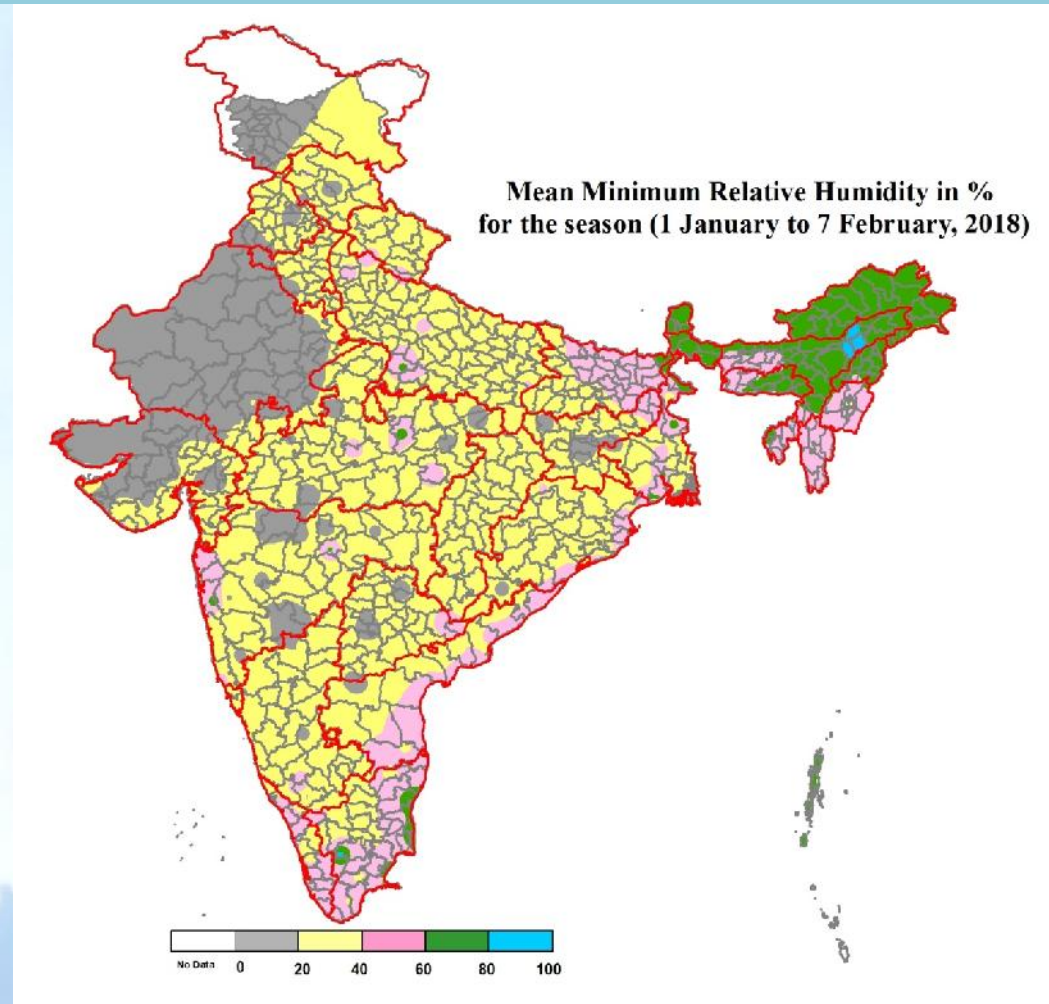 Mean Minimum Relative Humidity in %
for the season (1 January to 7 February, 2018)
No Data 0 20 40 60 80 100